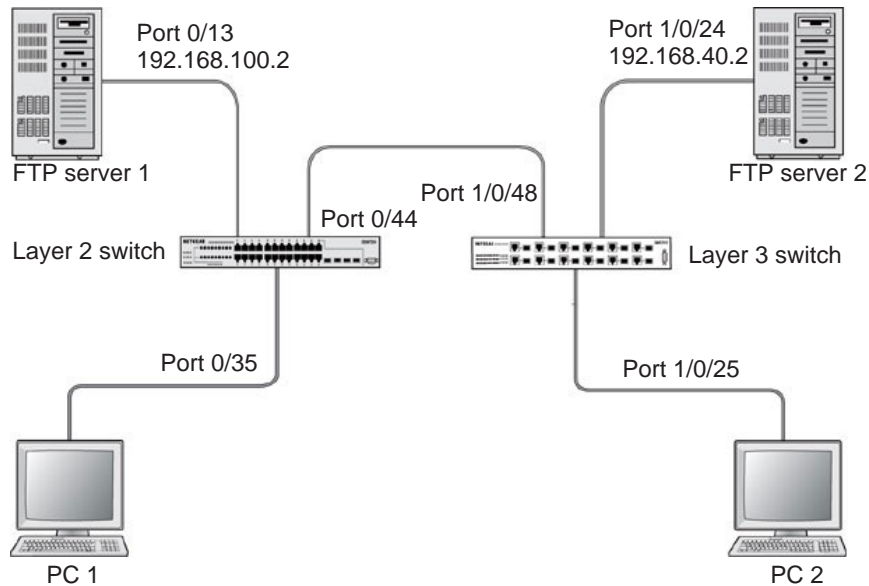 Port 0/13
192.168.100.2
Port 1/0/24
192.168.40.2
FTP server 1
FTP server 2
Port 1/0/48
Port 0/44
Layer 2 switch
NETGEAR
NETGEAR
Layer 3 switch
Port 0/35
Port 1/0/25
PC 1
PC 2